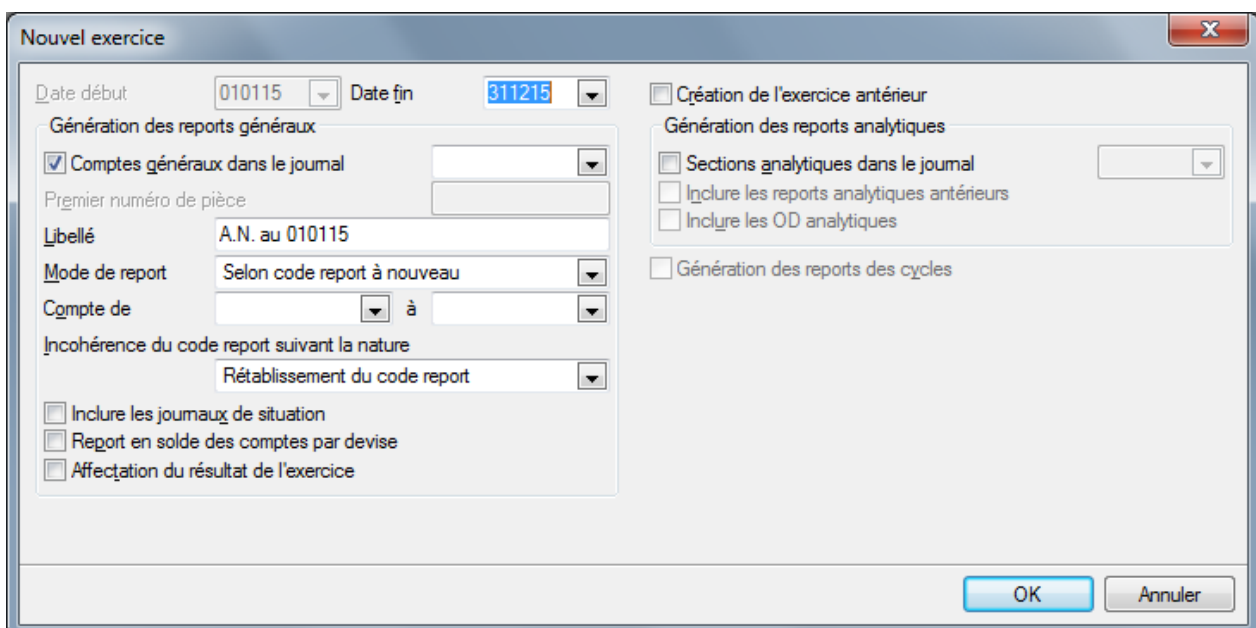 Nouvel exercice
Date début 010115 Date fin 311215
Génération des reports généraux
Comptes généraux dans le journal
Premier numéro de pièce
Libellé A.N. au 010115
Mode de report Selon code report à nouveau
Compte de à
Incohérence du code report suivant la nature
Rétablissement du code report
Inclure les journaux de situation
Report en solde des comptes par devise
Affectation du résultat de l'exercice
Création de l'exercice antérieur
Génération des reports analytiques
Sections analytiques dans le journal
Inclure les reports analytiques antérieurs
Inclure les OD analytiques
Génération des reports des cycles
OK Annuler